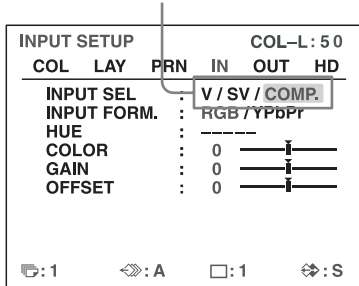 INPUT SETUP COL–L: 50
COL LAY PRN IN OUT HD
INPUT SEL : V / SV / COMP.
INPUT FORM. : RGB / YPbPr
HUE : –––––
COLOR : 0
GAIN : 0
OFFSET : 0
: 1 : A : 1 : S